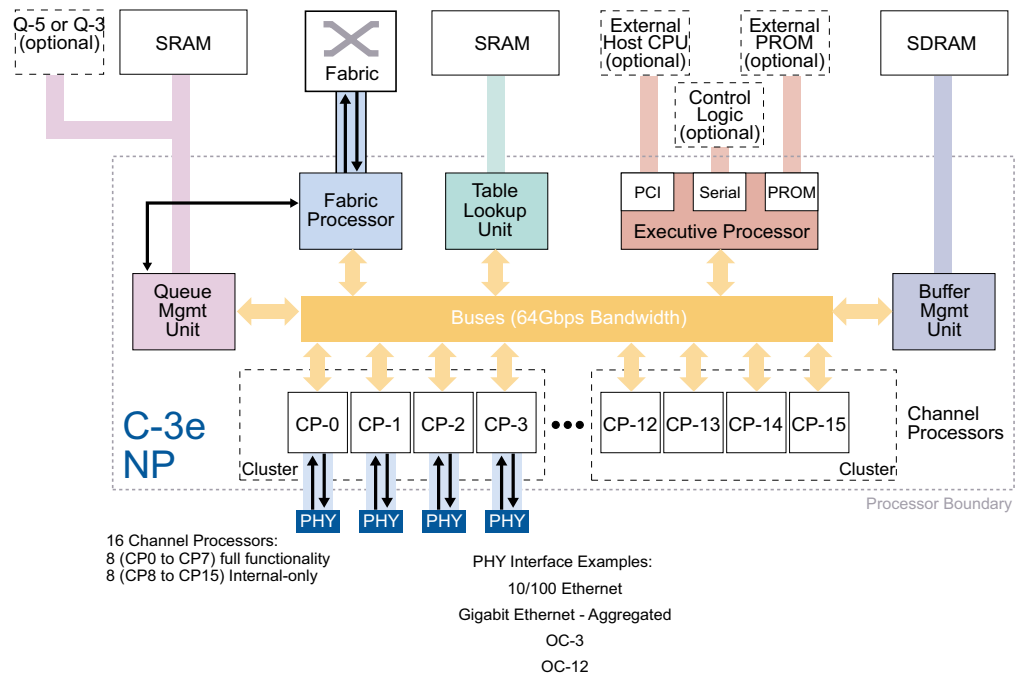 Q-5 or Q-3
(optional)
SRAM
Fabric
SRAM
External
Host CPU
(optional)
External
PROM
(optional)
SDRAM
Control
Logic
(optional)
Fabric
Processor
Table
Lookup
Unit
PCI
Serial
PROM
Executive Processor
Queue
Mgmt
Unit
Buses (64Gbps Bandwidth)
Buffer
Mgmt
Unit
C-3e
NP
CP-0
CP-1
CP-2
CP-3
CP-12
CP-13
CP-14
CP-15
Channel
Processors
Cluster
Cluster
Processor Boundary
PHY
PHY
PHY
PHY
16 Channel Processors:
8 (CP0 to CP7) full functionality
8 (CP8 to CP15) Internal-only
PHY Interface Examples:
10/100 Ethernet
Gigabit Ethernet - Aggregated
OC-3
OC-12